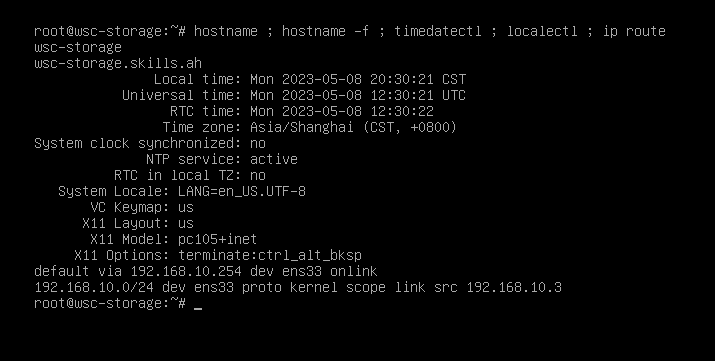 root@wsc-storage:~# hostname ; hostname -f ; timedatectl ; localectl ; ip route
wsc-storage
wsc-storage.skills.ah
Local time: Mon 2023-05-08 20:30:21 CST
Universal time: Mon 2023-05-08 12:30:21 UTC
RTC time: Mon 2023-05-08 12:30:22
Time zone: Asia/Shanghai (CST, +0800)
System clock synchronized: no
NTP service: active
RTC in local TZ: no
System Locale: LANG=en_US.UTF-8
VC Keymap: us
X11 Layout: us
X11 Model: pc105+inet
X11 Options: terminate:ctrl_alt_bksp
default via 192.168.10.254 dev ens33 onlink
192.168.10.0/24 dev ens33 proto kernel scope link src 192.168.10.3
root@wsc-storage:~# _